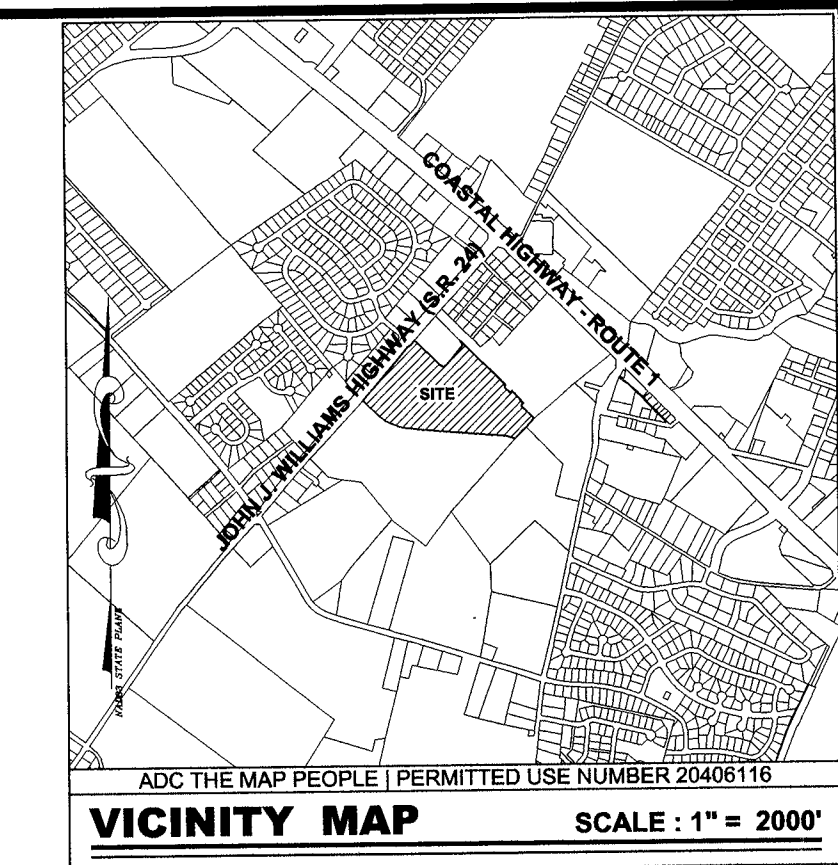 COASTAL HIGHWAY - ROUTE 1
JOHN J. WILLIAMS HIGHWAY (S.R. 24)
SITE
NAD83 STATE PLANE
ADC THE MAP PEOPLE | PERMITTED USE NUMBER 20406116
VICINITY MAP
SCALE : 1" = 2000'